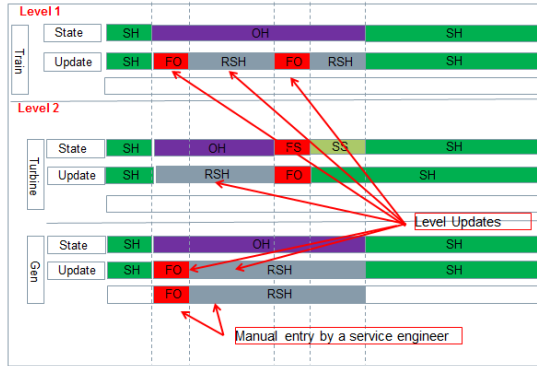 Level 1
Train
State SH OH SH
Update SH FO RSH FO RSH SH
Level 2
Turbine
State SH OH FS SS SH
Update SH RSH FO SH
Level Updates
Gen
State SH OH SH
Update SH FO RSH SH
FO RSH
Manual entry by a service engineer